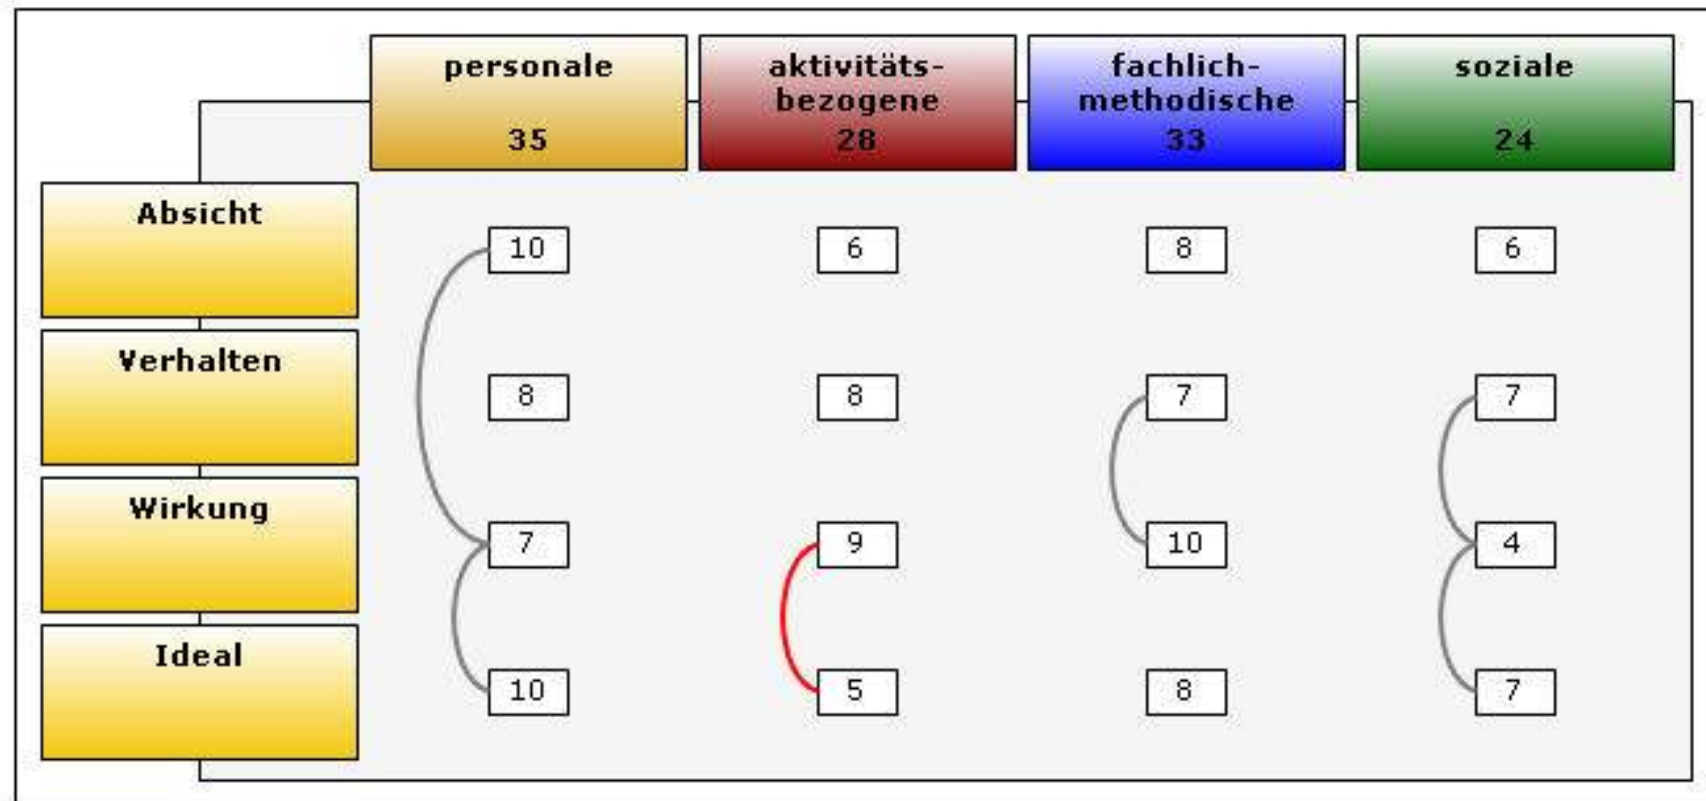 personale
35
aktivitäts-
bezogene
28
fachlich-
methodische
33
soziale
24
Absicht
10 6 8 6
Verhalten
8 8 7 7
Wirkung
7 9 10 4
Ideal
10 5 8 7